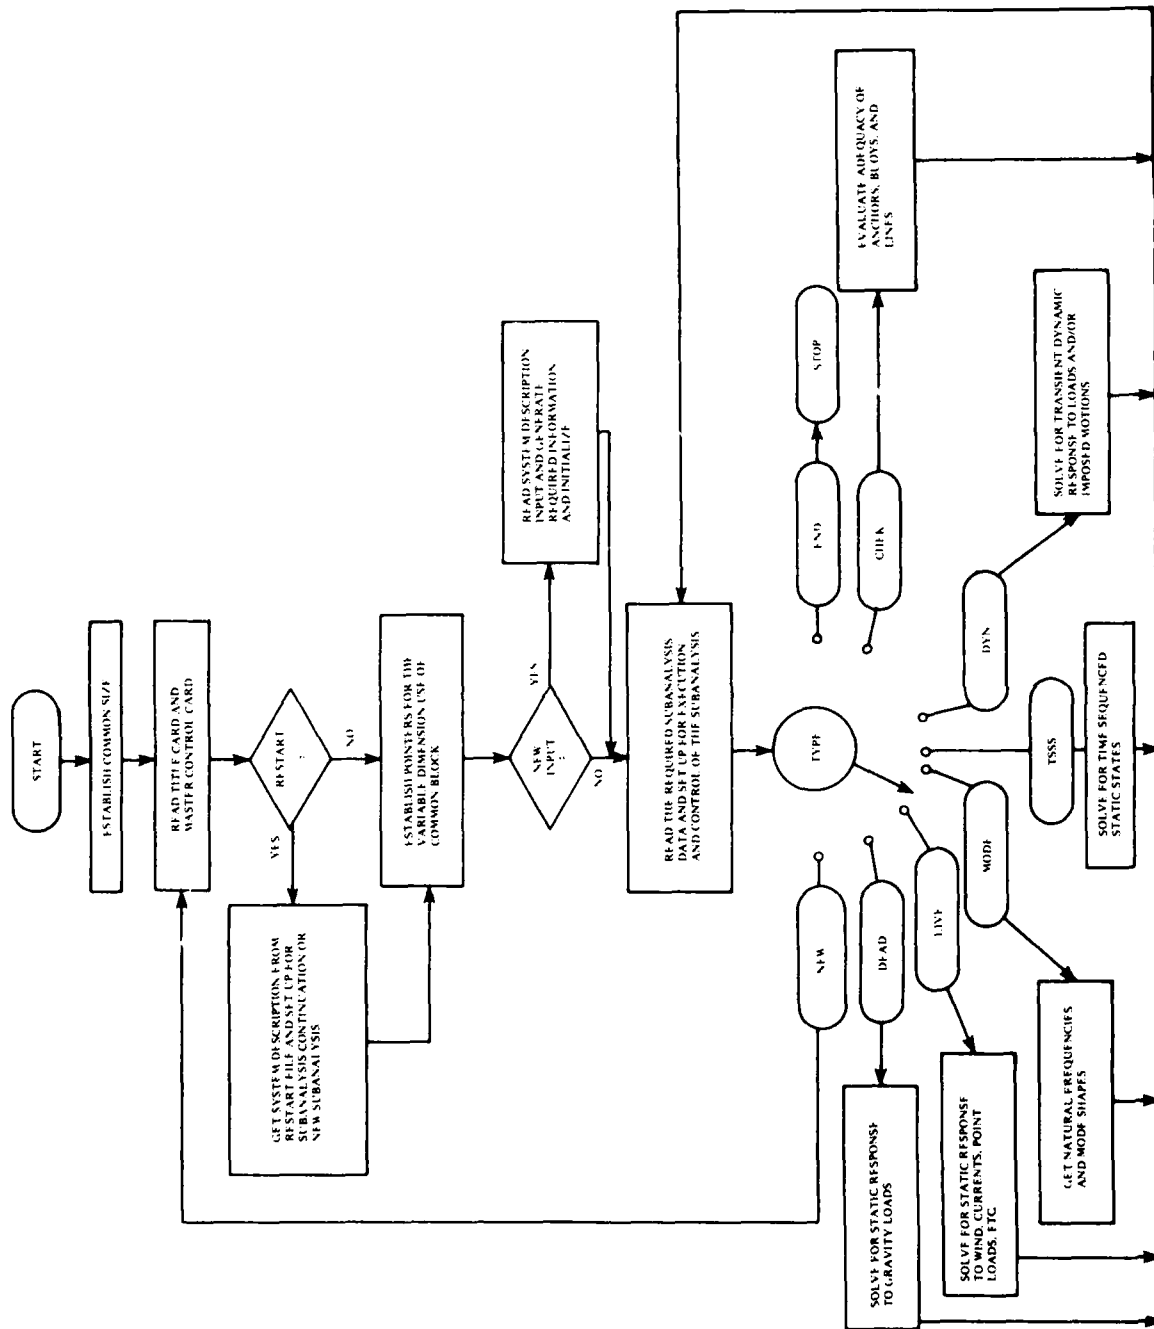 START
ESTABLISH COMMON SIZE
READ TITLE CARD AND
MASTER CONTROL CARD
RESTART
?
YES
NO
GET SYSTEM DESCRIPTION FROM
RESTART FILE AND SET UP FOR
SUBANALYSIS CONTINUATION OR
NEW SUBANALYSIS
ESTABLISH POINTERS FOR THE
VARIABLE DIMENSION USE OF
COMMON BLOCK
NEW
INPUT
?
YES
NO
READ SYSTEM DESCRIPTION
INPUT AND GENERATE
REQUIRED INFORMATION
AND INITIALIZE
READ THE REQUIRED SUBANALYSIS
DATA AND SET UP FOR EXECUTION
AND CONTROL OF THE SUBANALYSIS
TYPE
NEW
DEAD
LIVE
MODE
TSSS
DYN
CHEK
END
STOP
SOLVE FOR STATIC RESPONSE
TO GRAVITY LOADS
SOLVE FOR STATIC RESPONSE
TO WIND, CURRENTS, POINT
LOADS, ETC
GET NATURAL FREQUENCIES
AND MODE SHAPES
SOLVE FOR TIME SEQUENCED
STATIC STATES
SOLVE FOR TRANSIENT DYNAMIC
RESPONSE TO LOADS AND/OR
IMPOSED MOTIONS
EVALUATE ADEQUACY OF
ANCHORS, BUOYS, AND
LINES